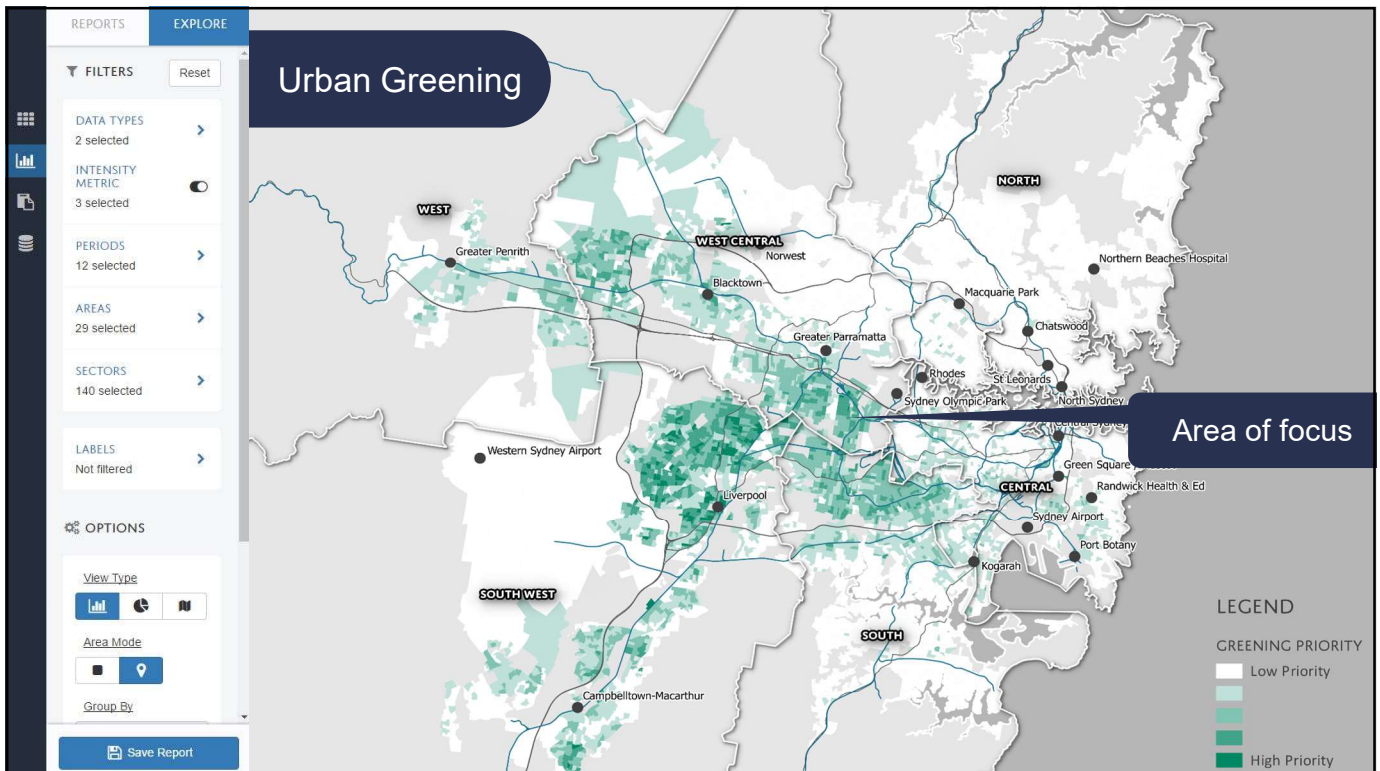 REPORTS
EXPLORE
FILTERS
Reset
DATA TYPES
2 selected
INTENSITY
METRIC
3 selected
PERIODS
12 selected
AREAS
29 selected
SECTORS
140 selected
LABELS
Not filtered
OPTIONS
View Type
Area Mode
Group By
Save Report
Urban Greening
NORTH
WEST
WEST CENTRAL
Norwest
Greater Penrith
Northern Beaches Hospital
Blacktown
Macquarie Park
Chatswood
Greater Parramatta
Rhodes
St Leonards
Sydney Olympic Park
North Sydney
Area of focus
Western Sydney Airport
Green Square
CENTRAL
Randwick Health & Ed
Liverpool
Sydney Airport
Port Botany
Kogarah
SOUTH WEST
SOUTH
Campbelltown-Macarthur
LEGEND
GREENING PRIORITY
Low Priority
High Priority